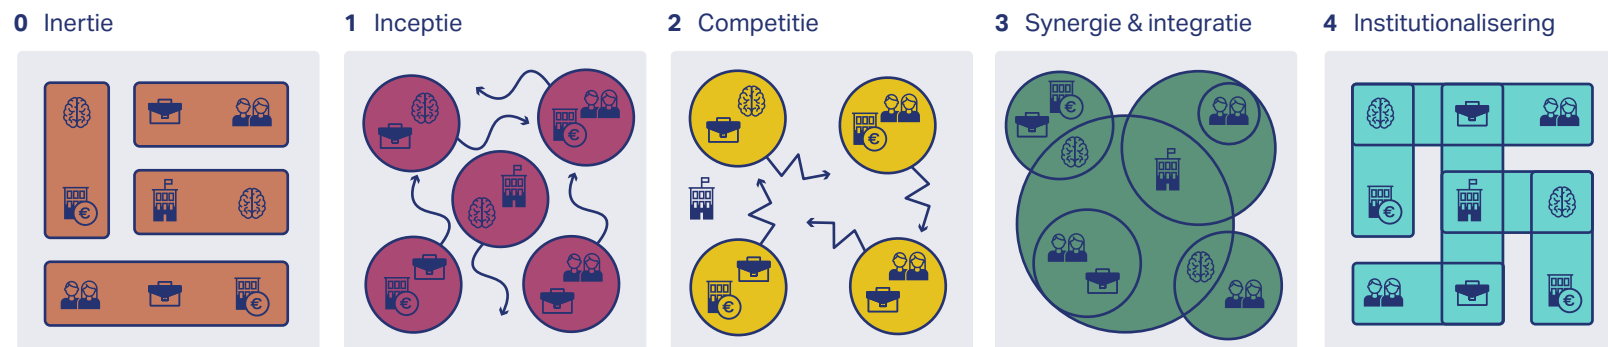 0 Inertie
1 Inceptie
2 Competitie
3 Synergie & integratie
4 Institutionalisering
€
€
€
€
€
€
€
€
€
€